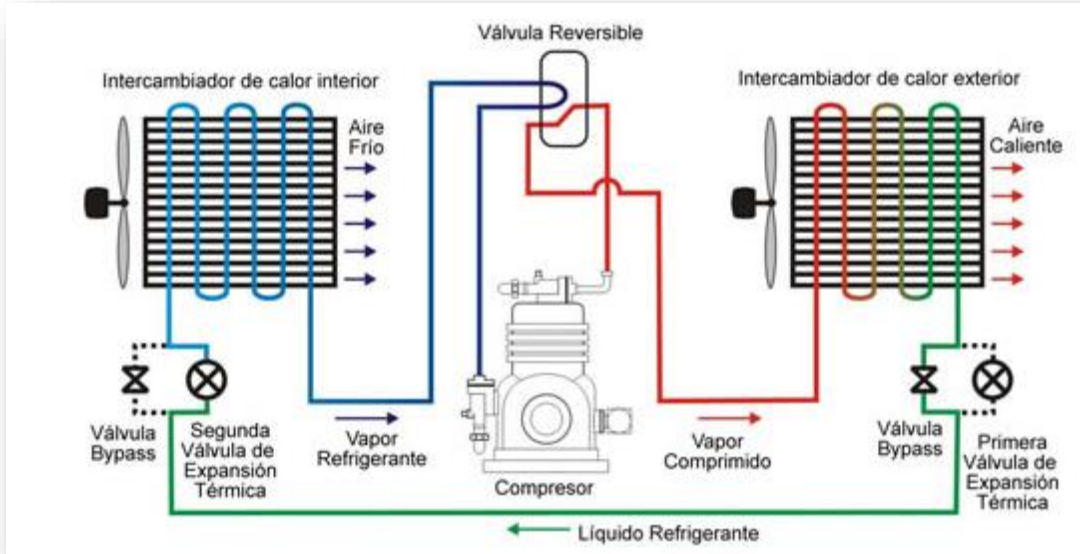 Válvula Reversible
Intercambiador de calor interior
Intercambiador de calor exterior
Aire
Frío
Aire
Caliente
Válvula
Bypass
Segunda
Válvula de
Expansión
Térmica
Vapor
Refrigerante
Compresor
Vapor
Comprimido
Válvula
Bypass
Primera
Válvula de
Expansión
Térmica
Líquido Refrigerante